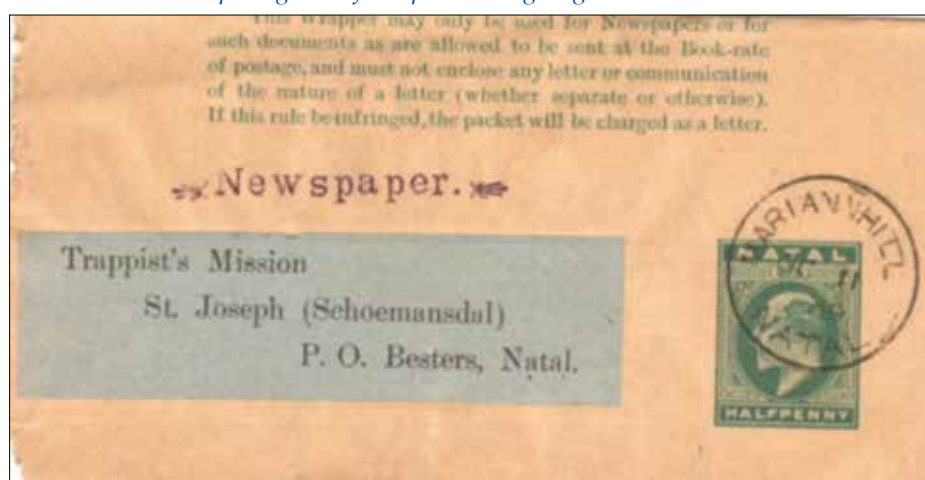 This Wrapper may only be used for Newspapers or for
such documents as are allowed to be sent at the Book-rate
of postage, and must not enclose any letter or communication
of the nature of a letter (whether separate or otherwise).
If this rule be infringed, the packet will be charged as a letter.
Newspaper.
Trappist's Mission
St. Joseph (Schoemansdal)
P. O. Besters, Natal.
MARIANNHILL
NATAL
NATAL
HALFPENNY